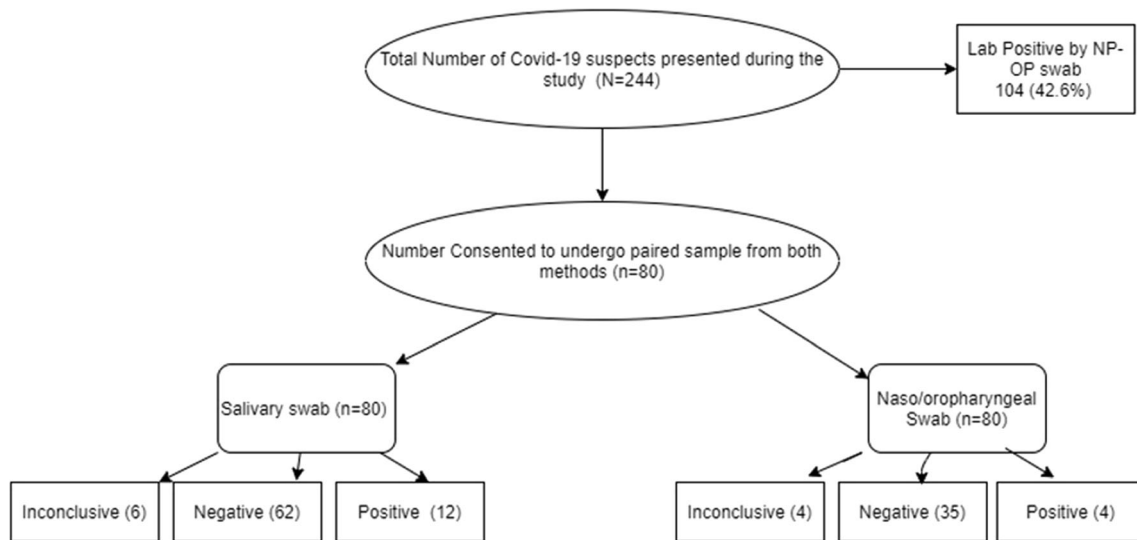 Total Number of Covid-19 suspects presented during the
study (N=244)
Lab Positive by NP-
OP swab
104 (42.6%)
Number Consented to undergo paired sample from both
methods (n=80)
Salivary swab (n=80)
Naso/oropharyngeal
Swab (n=80)
Inconclusive (6)
Negative (62)
Positive (12)
Inconclusive (4)
Negative (35)
Positive (4)